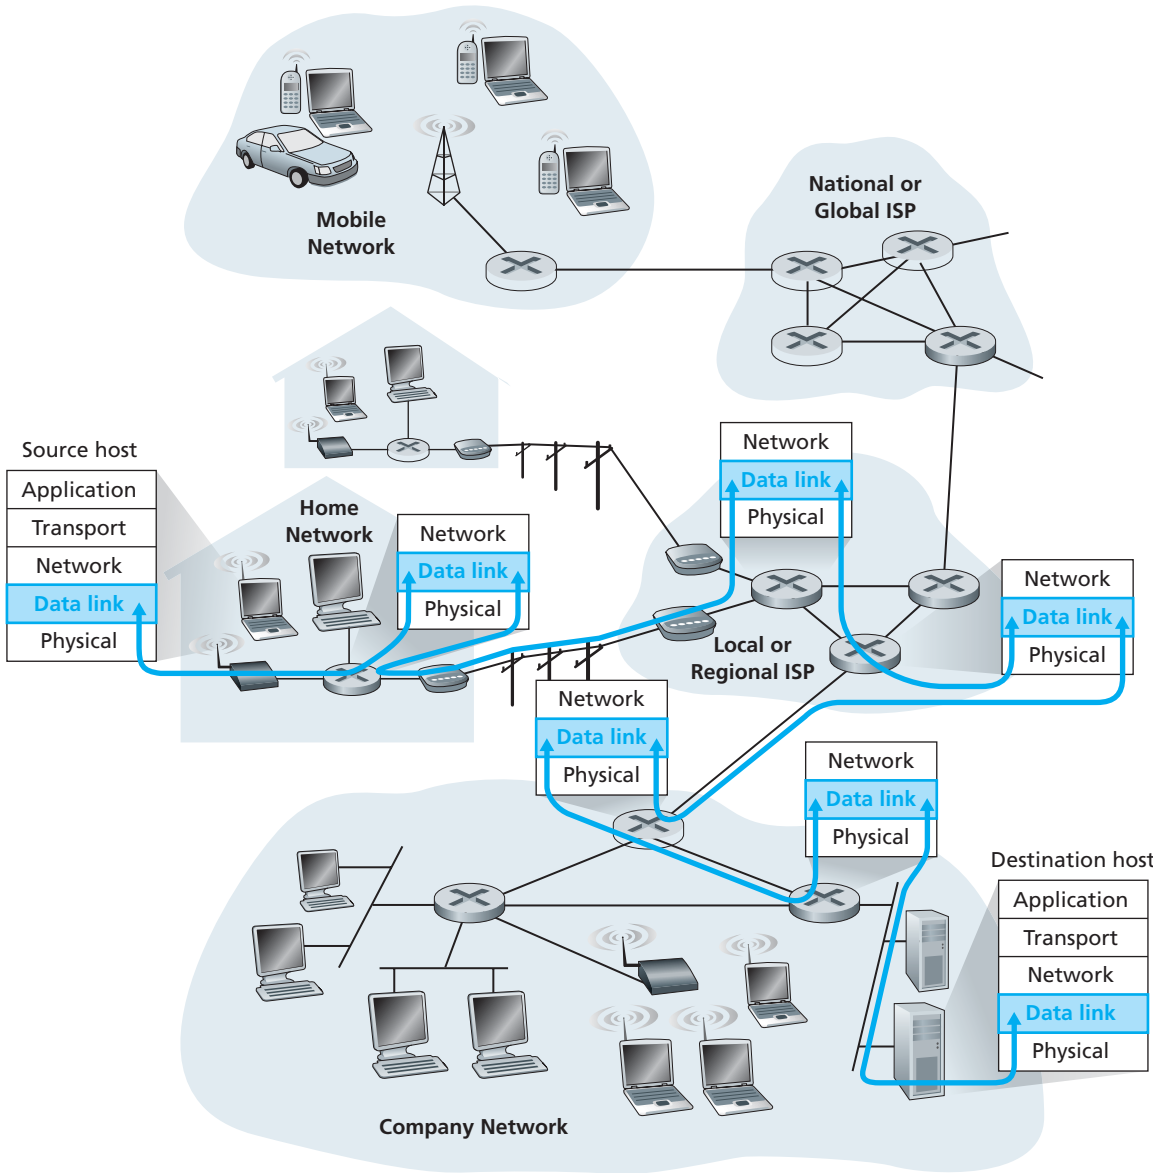 National or
Global ISP
Mobile
Network
Source host
Application
Transport
Network
Data link
Physical
Home
Network
Network
Data link
Physical
Network
Data link
Physical
Network
Data link
Physical
Local or
Regional ISP
Network
Data link
Physical
Network
Data link
Physical
Destination host
Application
Transport
Network
Data link
Physical
Company Network